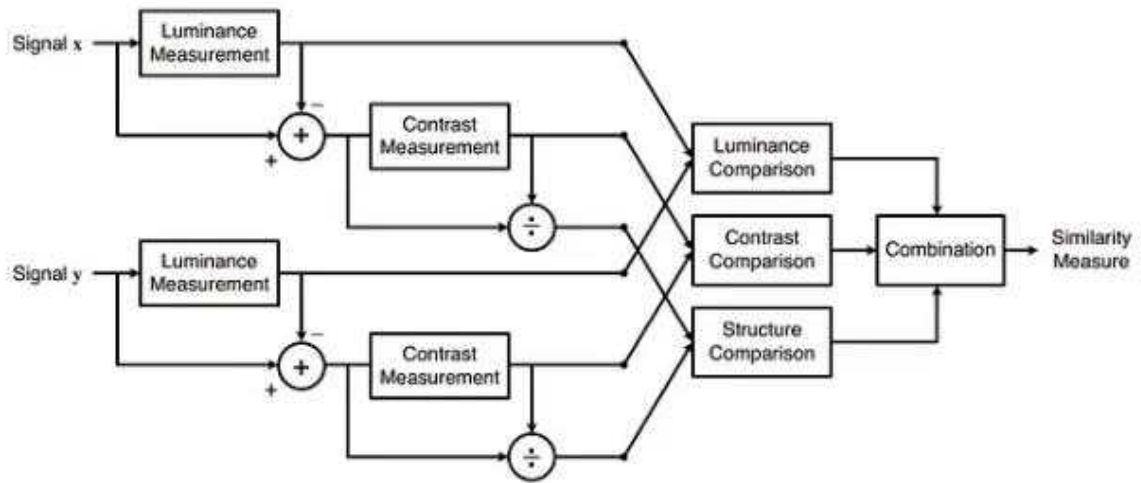 Signal x
Luminance
Measurement
−
+
+
Contrast
Measurement
÷
Signal y
Luminance
Measurement
−
+
+
Contrast
Measurement
÷
Luminance
Comparison
Contrast
Comparison
Structure
Comparison
Combination
Similarity
Measure